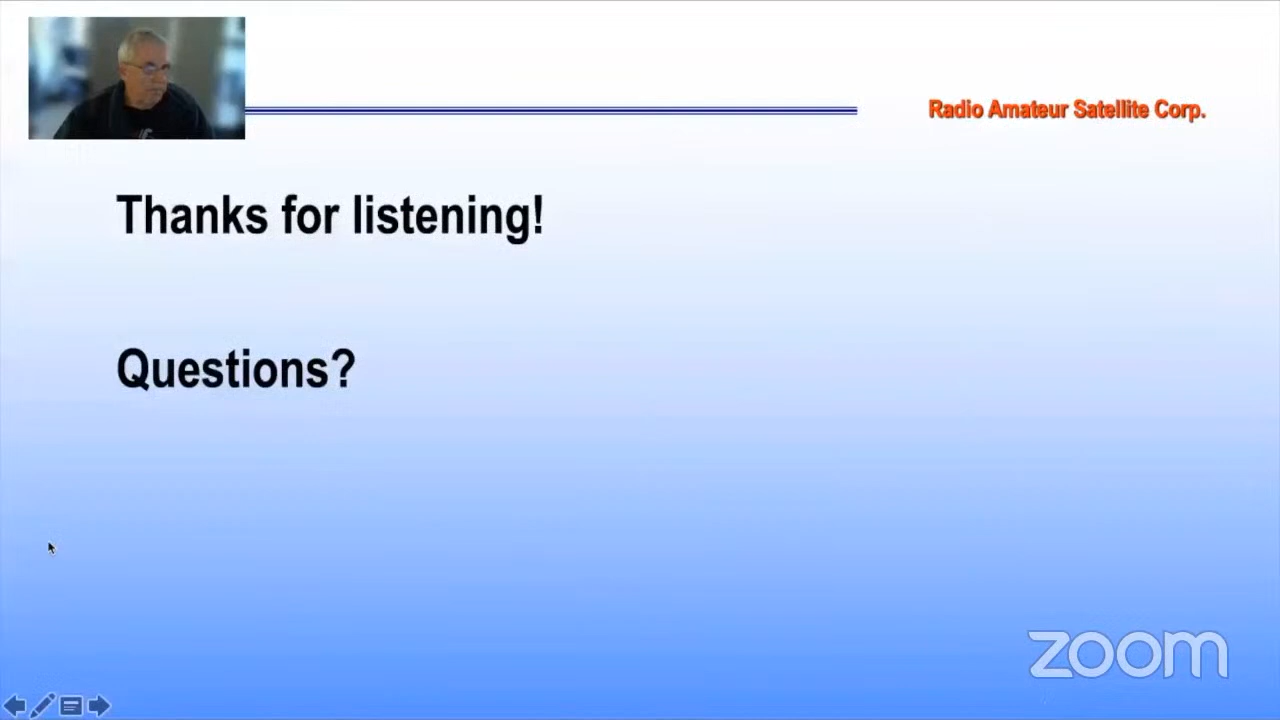 Radio Amateur Satellite Corp.
Thanks for listening!
Questions?
zoom